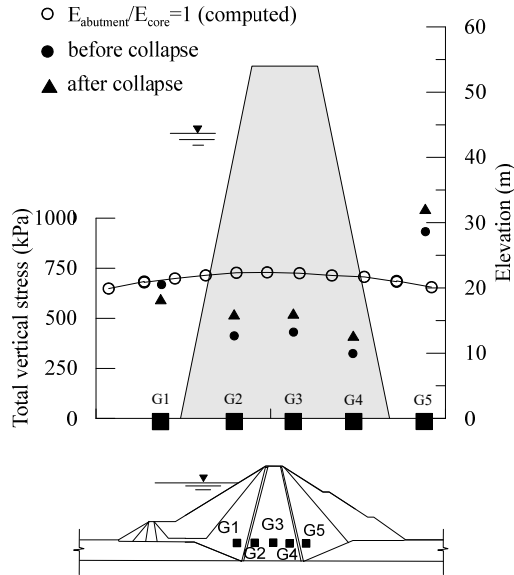 E_abutment/E_core=1 (computed)
before collapse
after collapse
60
50
40
30
20
10
0
Elevation (m)
1000
750
500
250
0
Total vertical stress (kPa)
G1 G2 G3 G4 G5
G1 G3 G5
G2 G4